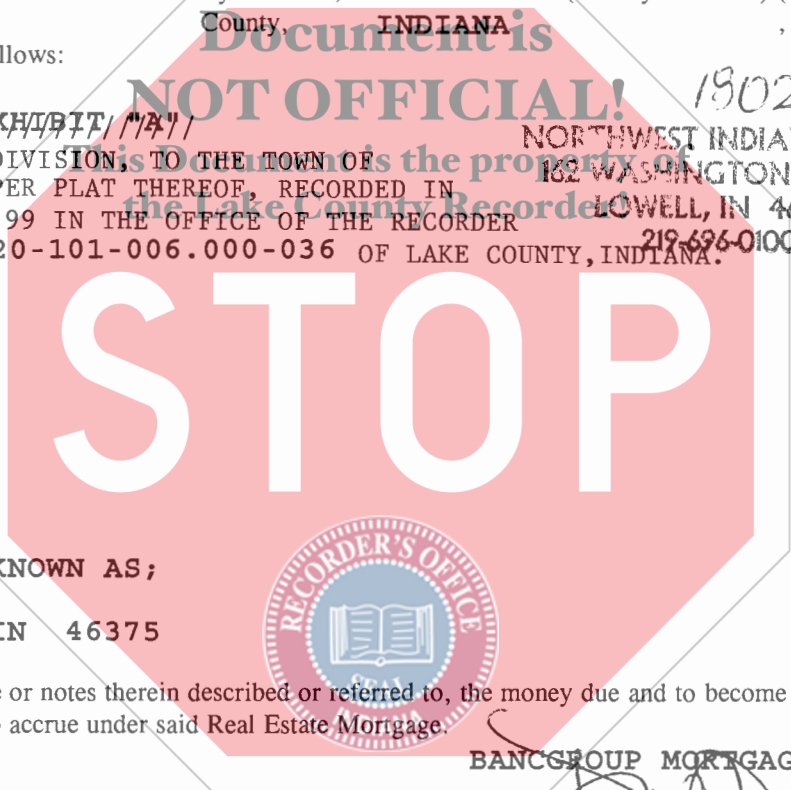 County, INDIANA ,
Document is
llows:
NOT OFFICIAL!
1802
XHIBIT "A"
NORTHWEST INDIA
DIVISION, TO THE TOWN OF
This Document is the property of
162 WASHINGTON
PER PLAT THEREOF, RECORDED IN
the Lake County Recorder!
LOWELL, IN 46
99 IN THE OFFICE OF THE RECORDER
219-696-0100
20-101-006.000-036 OF LAKE COUNTY, INDIANA.
STOP
RECORDER'S OFFICE
KNOWN AS;
IN 46375
SEAL
INDIANA
e or notes therein described or referred to, the money due and to become
accrue under said Real Estate Mortgage.
BANCGROUP MORTGAG